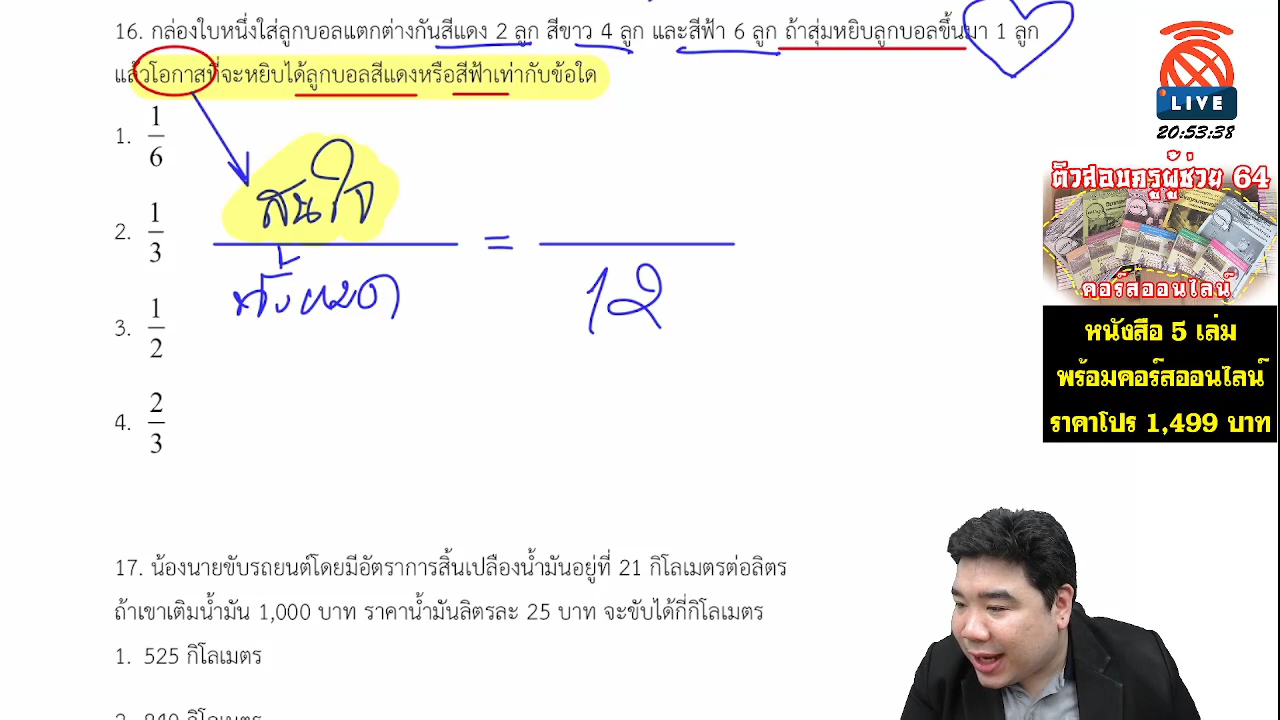 16. กล่องใบหนึ่งใส่ลูกบอลแตกต่างกันสีแดง 2 ลูก สีขาว 4 ลูก และสีฟ้า 6 ลูก ถ้าสุ่มหยิบลูกบอลขึ้นมา 1 ลูก
แล้วโอกาสที่จะหยิบได้ลูกบอลสีแดงหรือสีฟ้าเท่ากับข้อใด
1. 1/6
2. 1/3
3. 1/2
4. 2/3
สนใจ
ทั้งหมด
=
12
17. น้องนายขับรถยนต์โดยมีอัตราการสิ้นเปลืองน้ำมันอยู่ที่ 21 กิโลเมตรต่อลิตร
ถ้าเขาเติมน้ำมัน 1,000 บาท ราคาน้ำมันลิตรละ 25 บาท จะขับได้กี่กิโลเมตร
1. 525 กิโลเมตร
2. 840 กิโลเมตร
LIVE
20:53:38
ติวสอบครูผู้ช่วย 64
คอร์สออนไลน์
หนังสือ 5 เล่ม
พร้อมคอร์สออนไลน์
ราคาโปร 1,499 บาท